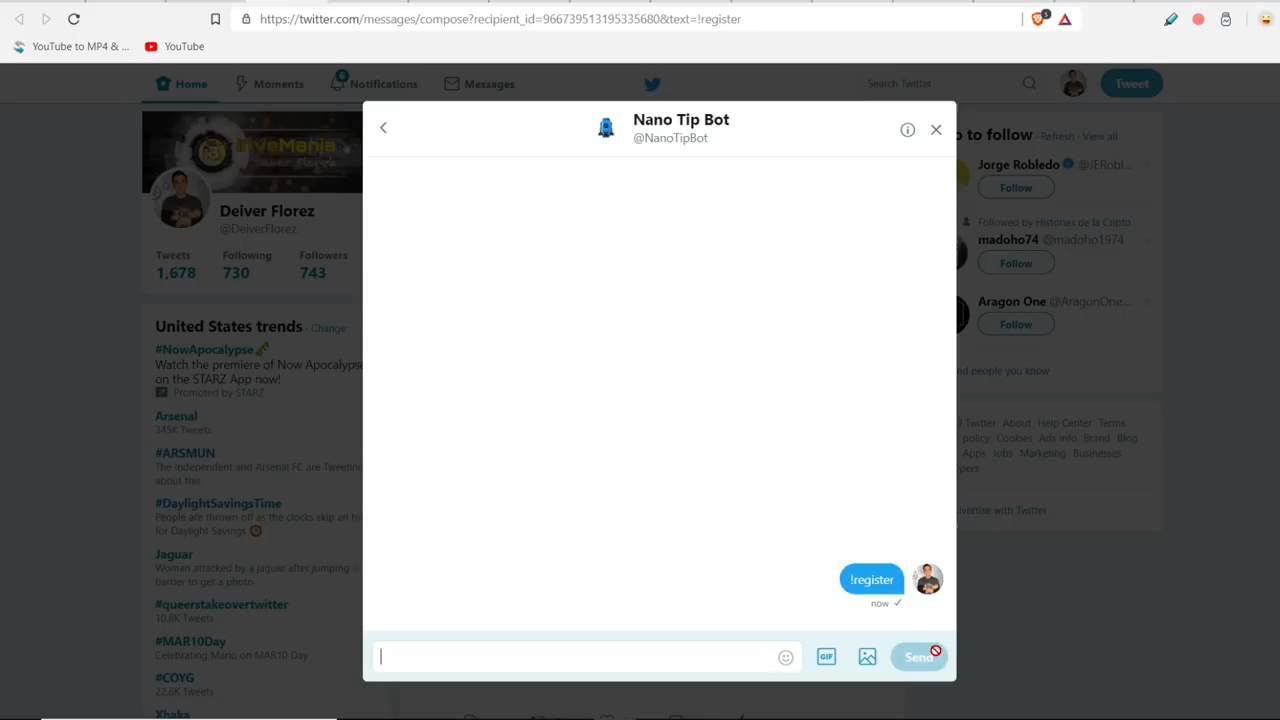 https://twitter.com/messages/compose?recipient_id=966739513195335680&text=!register
5
YouTube to MP4 & ...
YouTube
Home
Moments
6
Notifications
Messages
Search Twitter
Tweet
Nano Tip Bot
@NanoTipBot
Deiver Florez
@DeiverFlorez
Tweets
Following
Followers
1,678
730
743
United States trends · Change
#NowApocalypse
Watch the premiere of Now Apocalypse
on the STARZ App now!
Promoted by STARZ
Arsenal
345K Tweets
#ARSMUN
The Independent and Arsenal FC are Tweeting
about this
#DaylightSavingsTime
People are thrown off as the clocks skip an
for Daylight Savings
Jaguar
Woman attacked by a jaguar after jumping
barrier to get a photo.
#queerstakeovertwitter
10.8K Tweets
#MAR10Day
Celebrating Mario on MAR10 Day
#COYG
22.6K Tweets
Xhaka
to follow · Refresh · View all
Jorge Robledo @JERobl...
Follow
Followed by Historias de la Cripto
madoho74 @madoho1974
Follow
Aragon One @AragonOne...
Follow
people you know
Twitter About Help Center Terms
policy Cookies Ads info Brand Blog
Apps Jobs Marketing Businesses
dvertise with Twitter
!register
now
GIF
Send